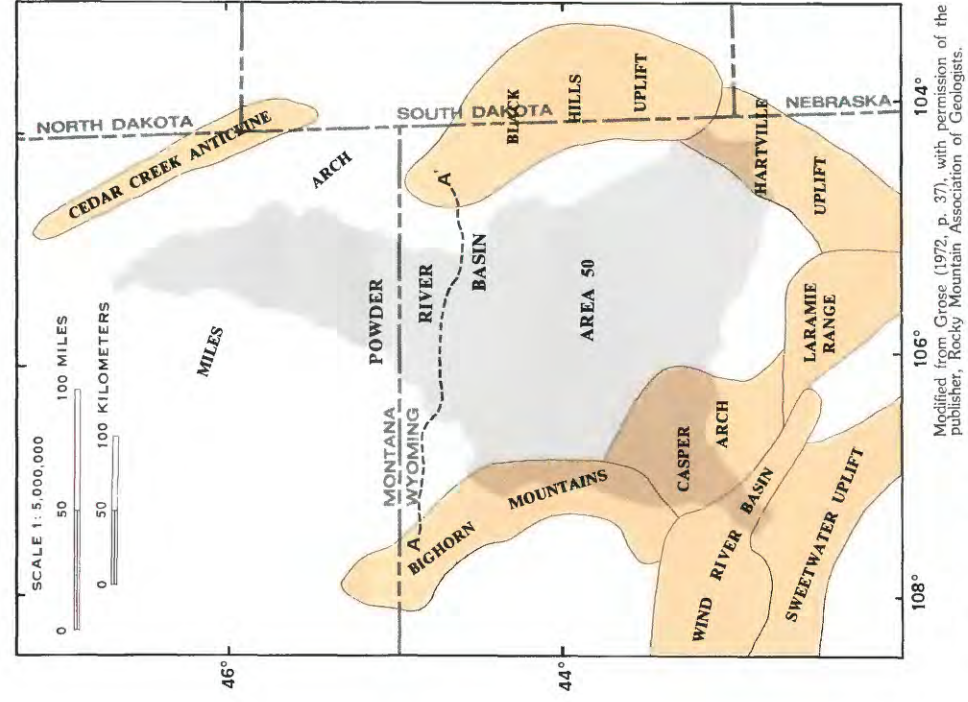 SCALE 1: 5,000,000
0 50 100 MILES
0 50 100 KILOMETERS
NORTH DAKOTA
CEDAR CREEK ANTICLINE
46°
MILES
ARCH
SOUTH DAKOTA
MONTANA
WYOMING
POWDER
RIVER
BASIN
A
A'
BLACK
HILLS
UPLIFT
BIGHORN
MOUNTAINS
44°
AREA 50
NEBRASKA
HARTVILLE
UPLIFT
CASPER
ARCH
LARAMIE
RANGE
WIND RIVER BASIN
SWEETWATER UPLIFT
108°
106°
104°
Modified from Grose (1972, p. 37), with permission of the
publisher, Rocky Mountain Association of Geologists.